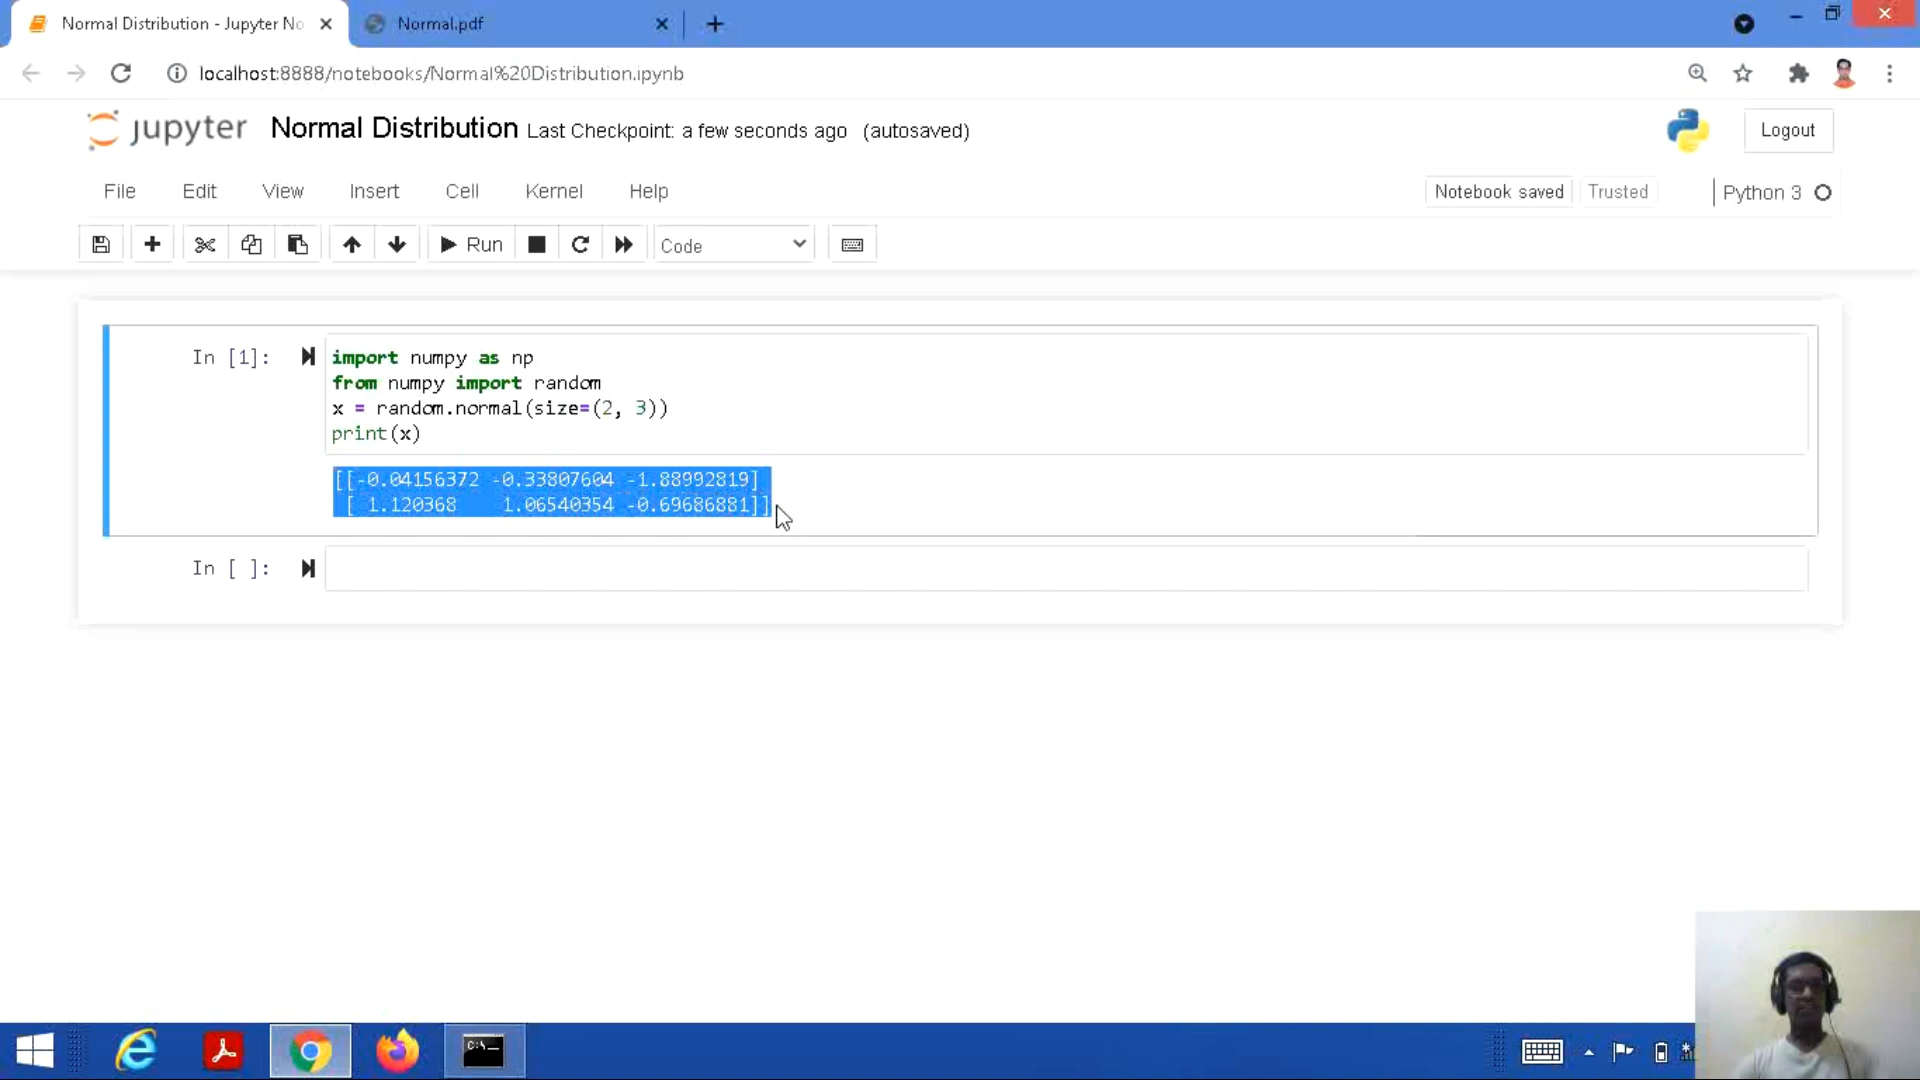 Normal Distribution - Jupyter No
Normal.pdf
localhost:8888/notebooks/Normal%20Distribution.ipynb
jupyter Normal Distribution Last Checkpoint: a few seconds ago (autosaved)
Logout
File Edit View Insert Cell Kernel Help
Notebook saved Trusted Python 3
Run Code
In [1]:
import numpy as np
from numpy import random
x = random.normal(size=(2, 3))
print(x)
[[-0.04156372 -0.33807604 -1.88992819]
[ 1.120368 1.06540354 -0.69686881]]
In [ ]:
C:\_